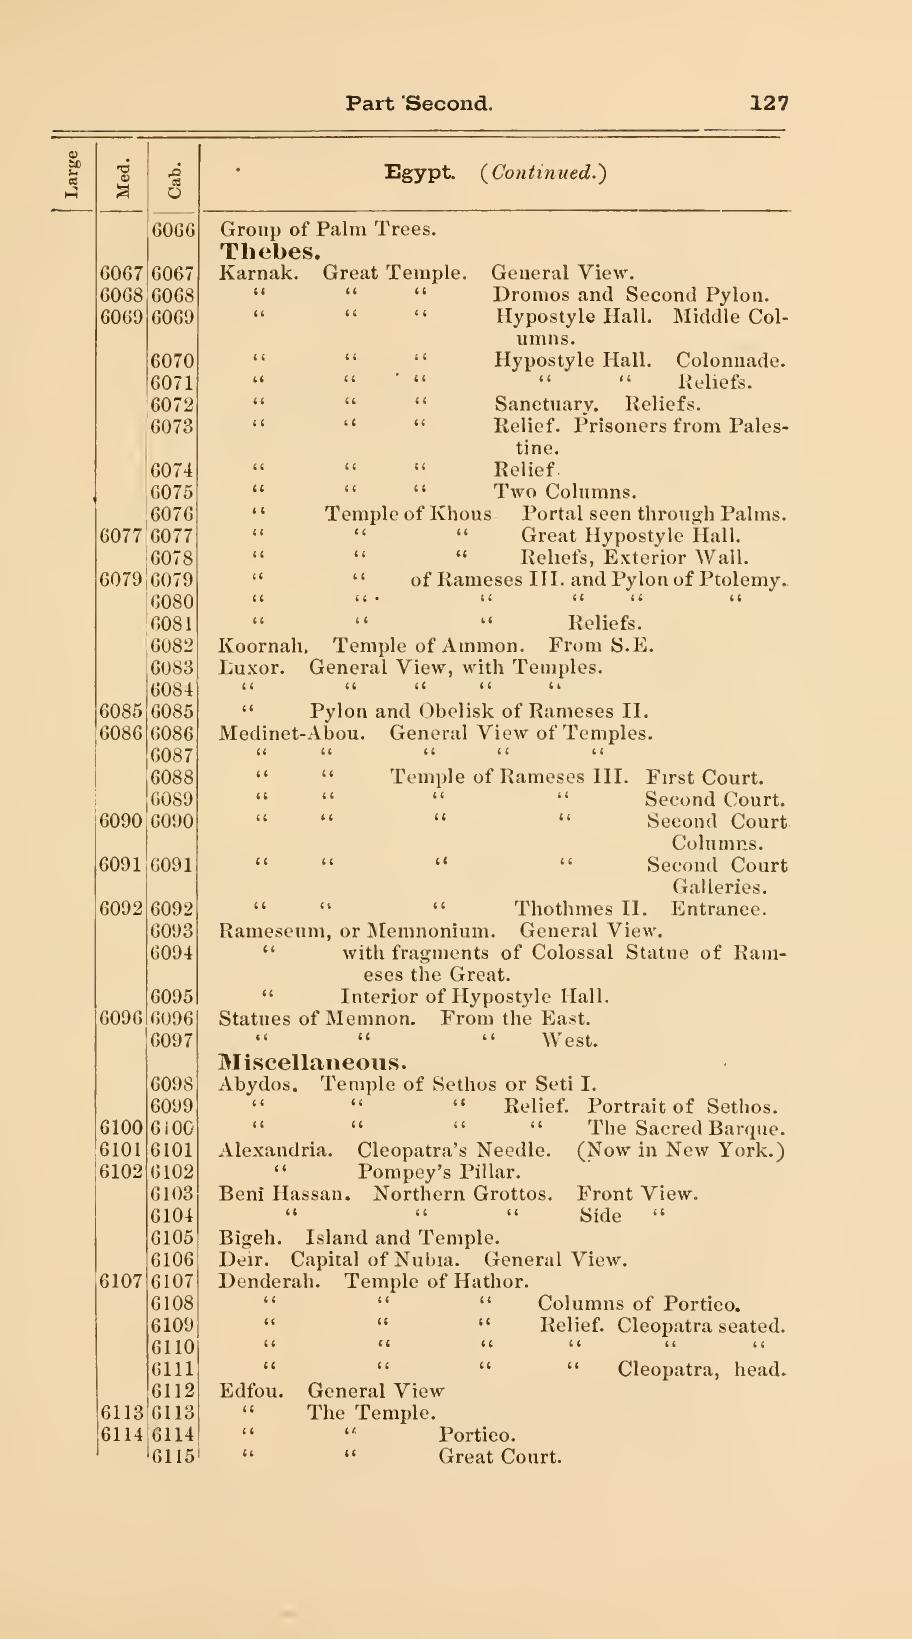 Part Second. 127
Large Med. Cab. Egypt. (Continued.)
6066 Group of Palm Trees.
Thebes.
6067 6067 Karnak. Great Temple. General View.
6068 6068 “ “ “ Dromos and Second Pylon.
6069 6069 “ “ “ Hypostyle Hall. Middle Col-
umns.
6070 “ “ “ Hypostyle Hall. Colonnade.
6071 “ “ “ “ “ Reliefs.
6072 “ “ “ Sanctuary. Reliefs.
6073 “ “ “ Relief. Prisoners from Pales-
tine.
6074 “ “ “ Relief.
6075 “ “ “ Two Columns.
6076 “ Temple of Khous Portal seen through Palms.
6077 6077 “ “ “ Great Hypostyle Hall.
6078 “ “ “ Reliefs, Exterior Wall.
6079 6079 “ “ of Rameses III. and Pylon of Ptolemy.
6080 “ “ “ “ “ “
6081 “ “ “ Reliefs.
6082 Koornah. Temple of Ammon. From S.E.
6083 Luxor. General View, with Temples.
6084 “ “ “ “ “
6085 6085 “ Pylon and Obelisk of Rameses II.
6086 6086 Medinet-Abou. General View of Temples.
6087 “ “ “ “ “
6088 “ “ Temple of Rameses III. First Court.
6089 “ “ “ “ Second Court.
6090 6090 “ “ “ “ Second Court
Columns.
6091 6091 “ “ “ “ Second Court
Galleries.
6092 6092 “ “ “ Thothmes II. Entrance.
6093 Rameseum, or Memnonium. General View.
6094 “ with fragments of Colossal Statue of Ram-
eses the Great.
6095 “ Interior of Hypostyle Hall.
6096 6096 Statues of Memnon. From the East.
6097 “ “ “ West.
Miscellaneous.
6098 Abydos. Temple of Sethos or Seti I.
6099 “ “ “ Relief. Portrait of Sethos.
6100 6100 “ “ “ “ The Sacred Barque.
6101 6101 Alexandria. Cleopatra's Needle. (Now in New York.)
6102 6102 “ Pompey's Pillar.
6103 Beni Hassan. Northern Grottos. Front View.
6104 “ “ “ Side “
6105 Bigeh. Island and Temple.
6106 Deir. Capital of Nubia. General View.
6107 6107 Denderah. Temple of Hathor.
6108 “ “ “ Columns of Portico.
6109 “ “ “ Relief. Cleopatra seated.
6110 “ “ “ “ “ “
6111 “ “ “ “ Cleopatra, head.
6112 Edfou. General View
6113 6113 “ The Temple.
6114 6114 “ “ Portico.
6115 “ “ Great Court.